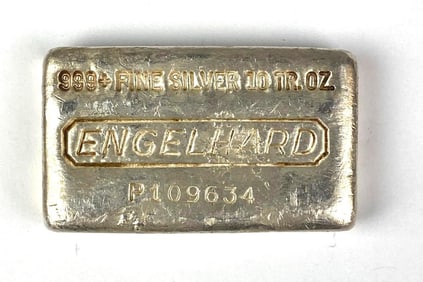 999+ FINE SILVER 10 TR.OZ
ENGELHARD
P109634